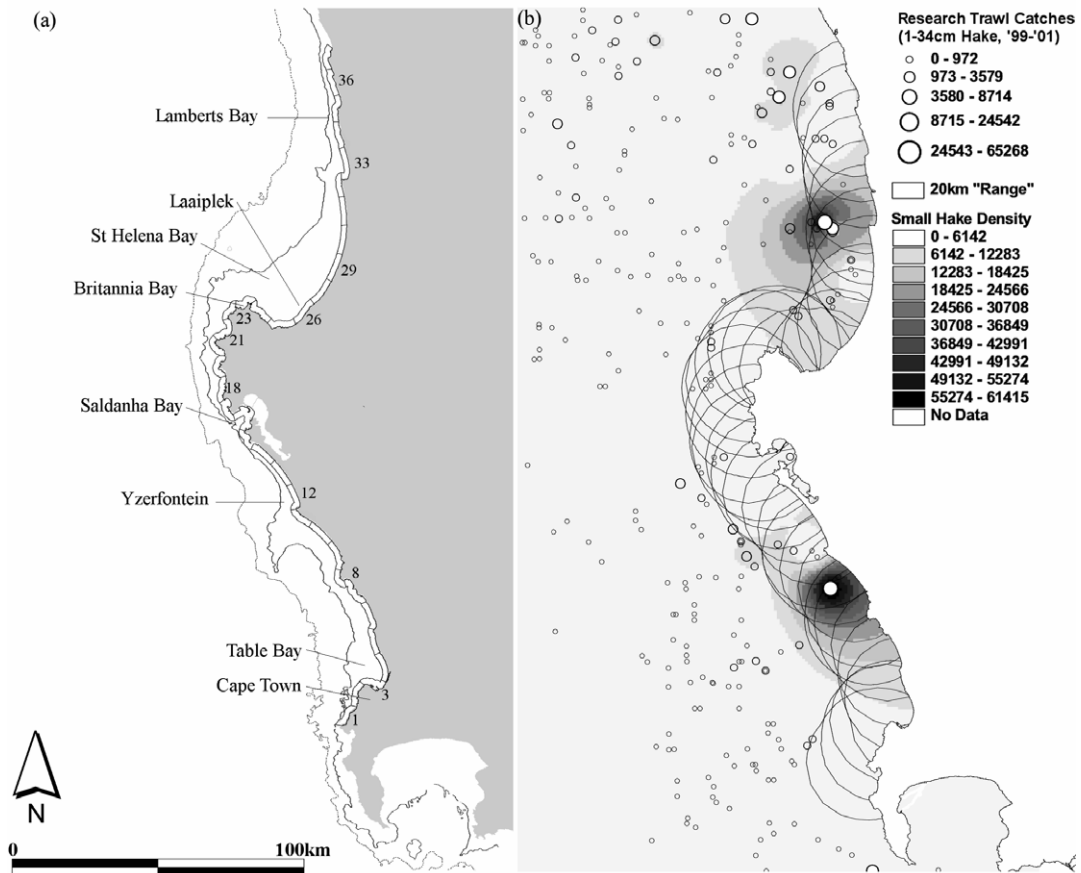 (a)
36
Lamberts Bay
33
Laaiplek
St Helena Bay
29
Britannia Bay
23
26
21
18
Saldanha Bay
12
Yzerfontein
8
Table Bay
Cape Town
3
1
N
0
100km
(b)
Research Trawl Catches
(1-34cm Hake, '99-'01)
0 - 972
973 - 3579
3580 - 8714
8715 - 24542
24543 - 65268
20km "Range"
Small Hake Density
0 - 6142
6142 - 12283
12283 - 18425
18425 - 24566
24566 - 30708
30708 - 36849
36849 - 42991
42991 - 49132
49132 - 55274
55274 - 61415
No Data